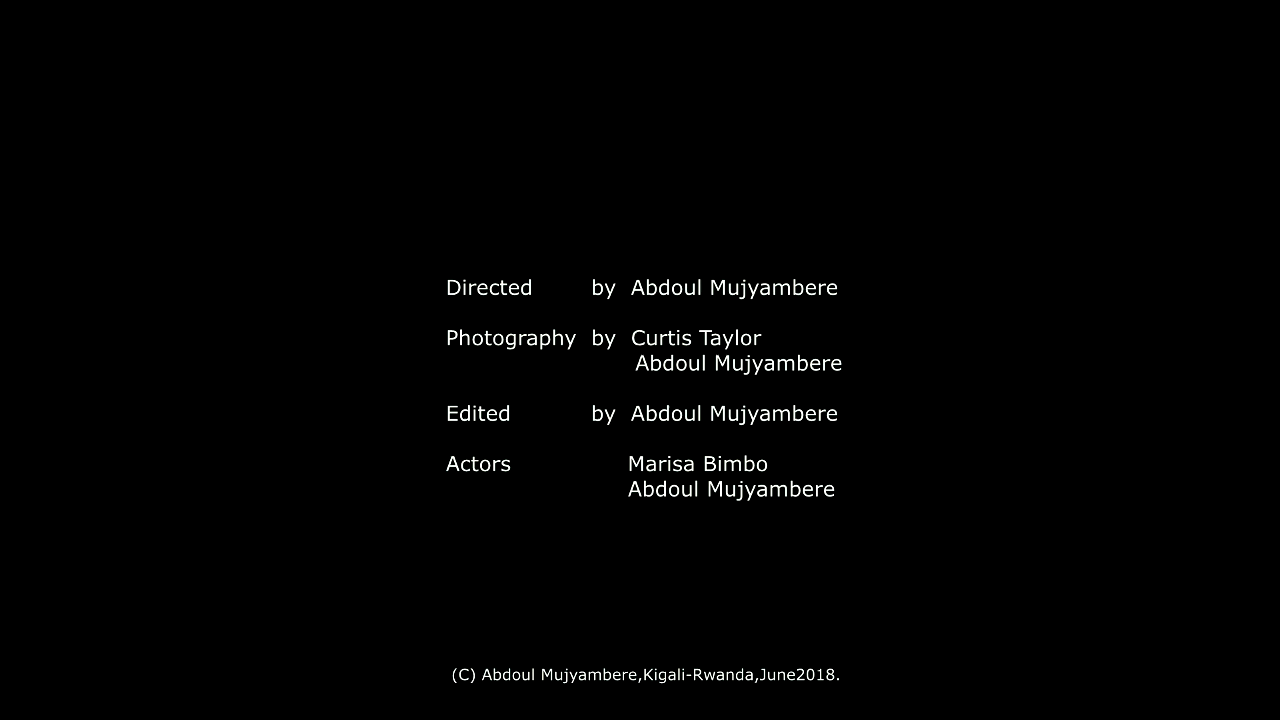 Directed by Abdoul Mujyambere
Photography by Curtis Taylor
Abdoul Mujyambere
Edited by Abdoul Mujyambere
Actors Marisa Bimbo
Abdoul Mujyambere
(C) Abdoul Mujyambere,Kigali-Rwanda,June2018.